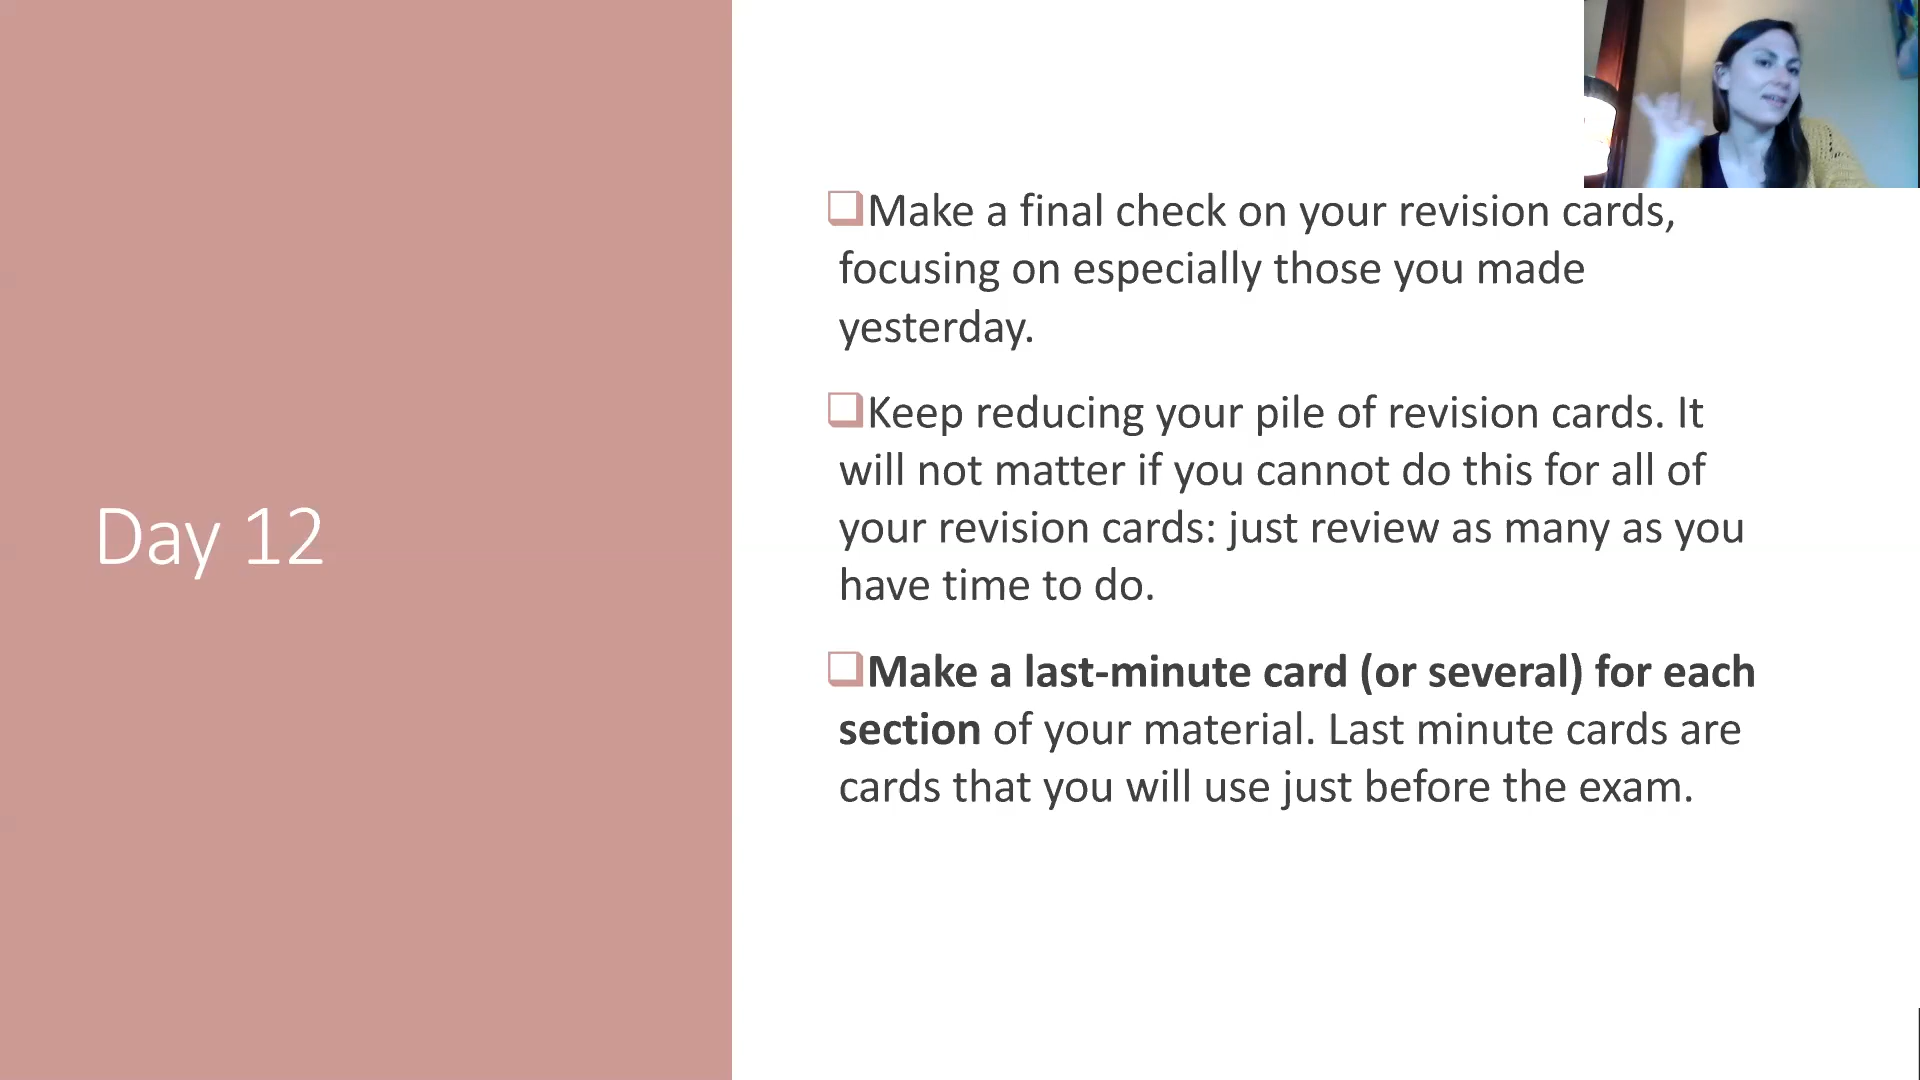 Day 12
Make a final check on your revision cards,
focusing on especially those you made
yesterday.
Keep reducing your pile of revision cards. It
will not matter if you cannot do this for all of
your revision cards: just review as many as you
have time to do.
Make a last-minute card (or several) for each
section of your material. Last minute cards are
cards that you will use just before the exam.